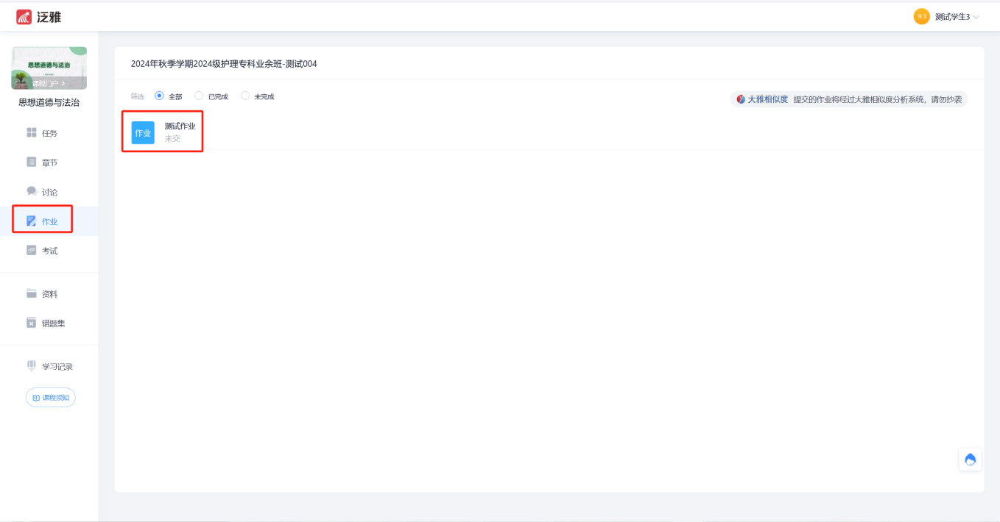 泛雅
生3 测试学生3
思想道德与法治
课程门户
思想道德与法治
任务
章节
讨论
作业
考试
资料
错题集
学习记录
课程须知
2024年秋季学期2024级护理专科业余班-测试004
筛选 全部 已完成 未完成
大雅相似度 提交的作业将经过大雅相似度分析系统，请勿抄袭
作业
测试作业
未交